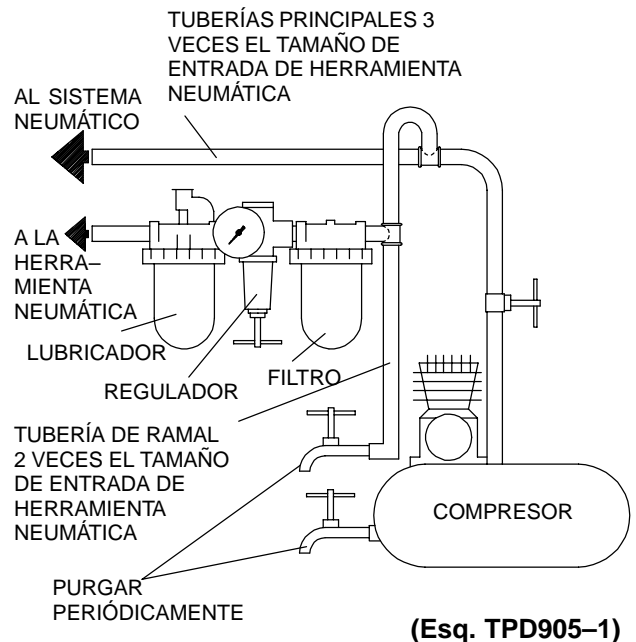 TUBERÍAS PRINCIPALES 3
VECES EL TAMAÑO DE
ENTRADA DE HERRAMIENTA
NEUMÁTICA
AL SISTEMA
NEUMÁTICO
A LA
HERRA–
MIENTA
NEUMÁTICA
LUBRICADOR
REGULADOR
FILTRO
TUBERÍA DE RAMAL
2 VECES EL TAMAÑO
DE ENTRADA DE
HERRAMIENTA
NEUMÁTICA
COMPRESOR
PURGAR
PERIÓDICAMENTE
(Esq. TPD905–1)